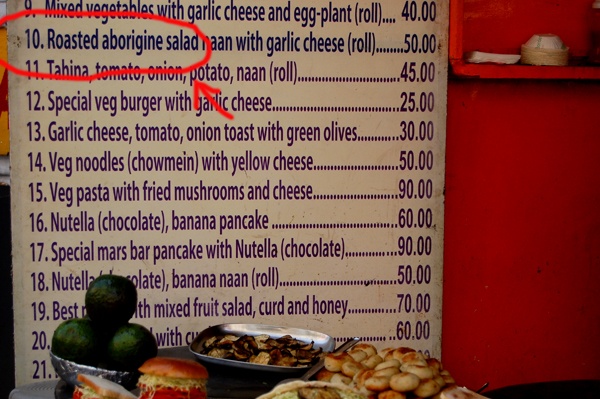 9. Mixed vegetables with garlic cheese and egg-plant (roll).... 40.00
10. Roasted aborigine salad naan with garlic cheese (roll).......50.00
11. Tahina, tomato, onion, potato, naan (roll)......................... 45.00
12. Special veg burger with garlic cheese............................... 25.00
13. Garlic cheese, tomato, onion toast with green olives.......... 30.00
14. Veg noodles (chowmein) with yellow cheese..................... 50.00
15. Veg pasta with fried mushrooms and cheese..................... 90.00
16. Nutella (chocolate), banana pancake ............................... 60.00
17. Special mars bar pancake with Nutella (chocolate)............. 90.00
18. Nutella (chocolate), banana naan (roll)............................. 50.00
19. Best with mixed fruit salad, curd and honey................... 70.00
20. with 60.00
21.